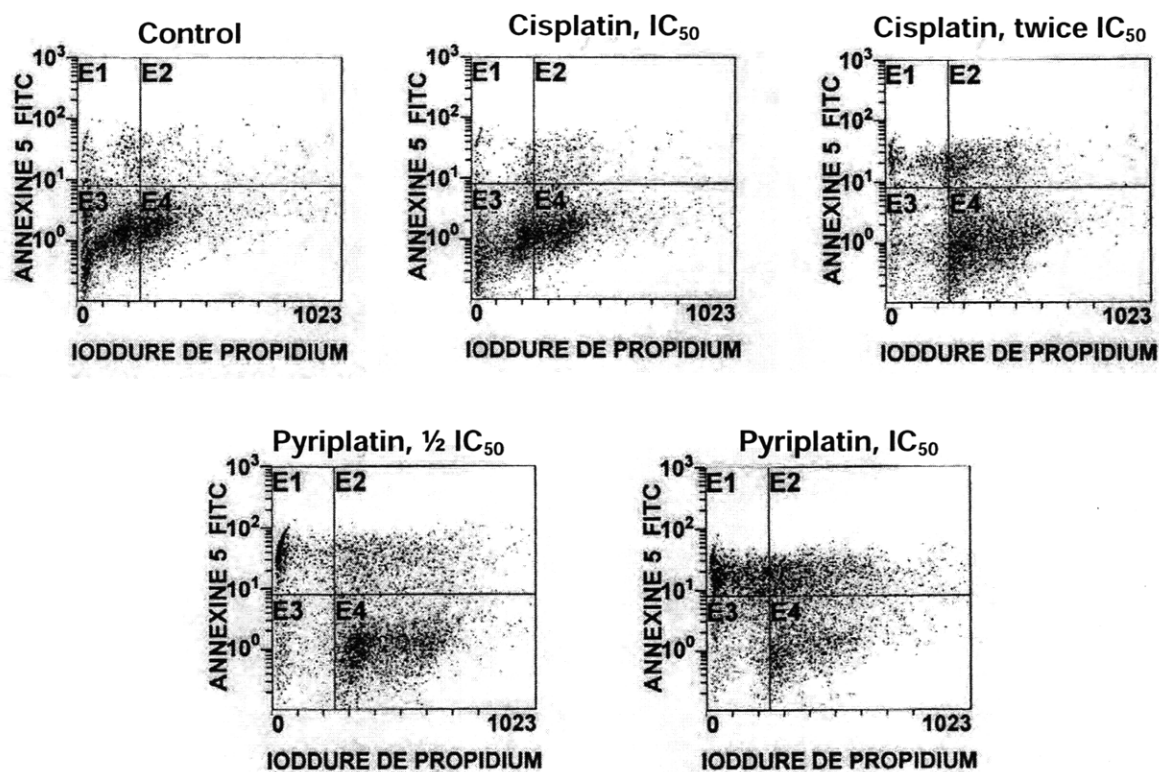 Control
10³
10²
10¹
10⁰
ANNEXINE 5 FITC
E1 E2
E3 E4
0 1023
IODDURE DE PROPIDIUM
Cisplatin, IC₅₀
10³
10²
10¹
10⁰
ANNEXINE 5 FITC
E1 E2
E3 E4
0 1023
IODDURE DE PROPIDIUM
Cisplatin, twice IC₅₀
10³
10²
10¹
10⁰
ANNEXINE 5 FITC
E1 E2
E3 E4
0 1023
IODDURE DE PROPIDIUM
Pyriplatin, ½ IC₅₀
10³
10²
10¹
10⁰
ANNEXINE 5 FITC
E1 E2
E3 E4
0 1023
IODDURE DE PROPIDIUM
Pyriplatin, IC₅₀
10³
10²
10¹
10⁰
ANNEXINE 5 FITC
E1 E2
E3 E4
0 1023
IODDURE DE PROPIDIUM